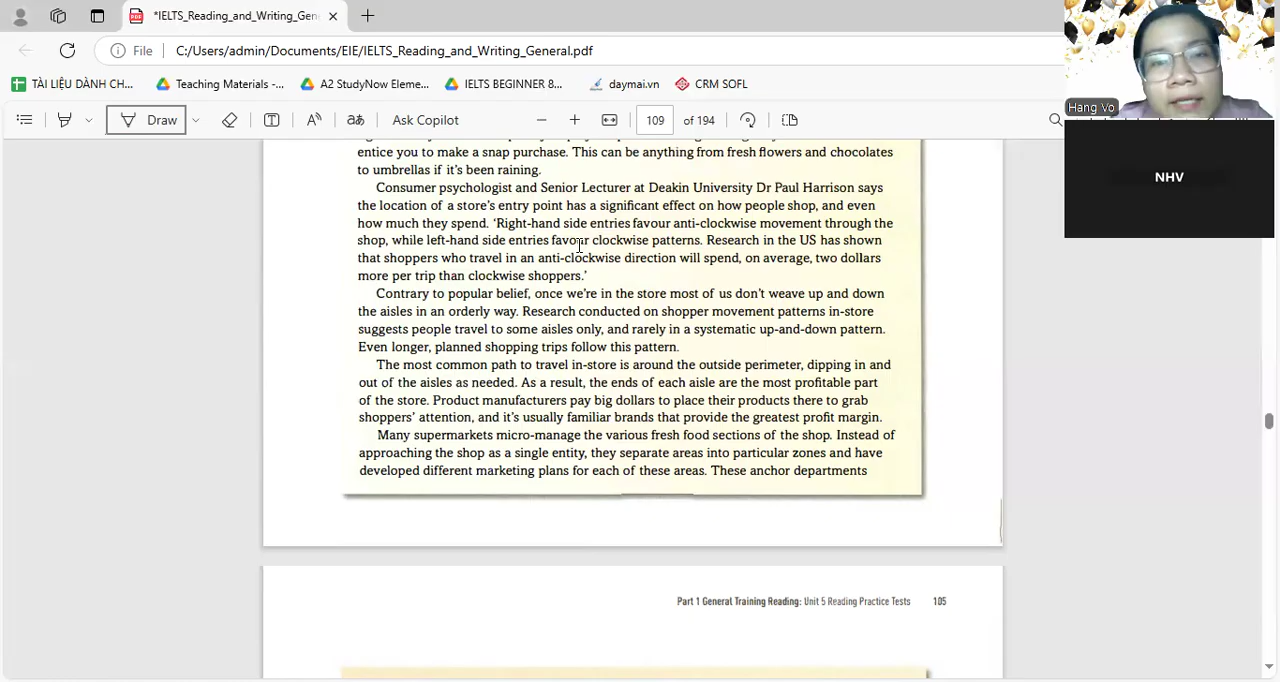 *IELTS_Reading_and_Writing_Gen
File C:/Users/admin/Documents/EIE/IELTS_Reading_and_Writing_General.pdf
TÀI LIỆU DÀNH CH... Teaching Materials -... A2 StudyNow Eleme... IELTS BEGINNER 8... daymai.vn CRM SOFL
Draw Ask Copilot 109 of 194
Hang Vo
NHV
entice you to make a snap purchase. This can be anything from fresh flowers and chocolates
to umbrellas if it's been raining.
Consumer psychologist and Senior Lecturer at Deakin University Dr Paul Harrison says
the location of a store's entry point has a significant effect on how people shop, and even
how much they spend. 'Right-hand side entries favour anti-clockwise movement through the
shop, while left-hand side entries favour clockwise patterns. Research in the US has shown
that shoppers who travel in an anti-clockwise direction will spend, on average, two dollars
more per trip than clockwise shoppers.'
Contrary to popular belief, once we're in the store most of us don't weave up and down
the aisles in an orderly way. Research conducted on shopper movement patterns in-store
suggests people travel to some aisles only, and rarely in a systematic up-and-down pattern.
Even longer, planned shopping trips follow this pattern.
The most common path to travel in-store is around the outside perimeter, dipping in and
out of the aisles as needed. As a result, the ends of each aisle are the most profitable part
of the store. Product manufacturers pay big dollars to place their products there to grab
shoppers' attention, and it's usually familiar brands that provide the greatest profit margin.
Many supermarkets micro-manage the various fresh food sections of the shop. Instead of
approaching the shop as a single entity, they separate areas into particular zones and have
developed different marketing plans for each of these areas. These anchor departments
Part 1 General Training Reading: Unit 5 Reading Practice Tests 105